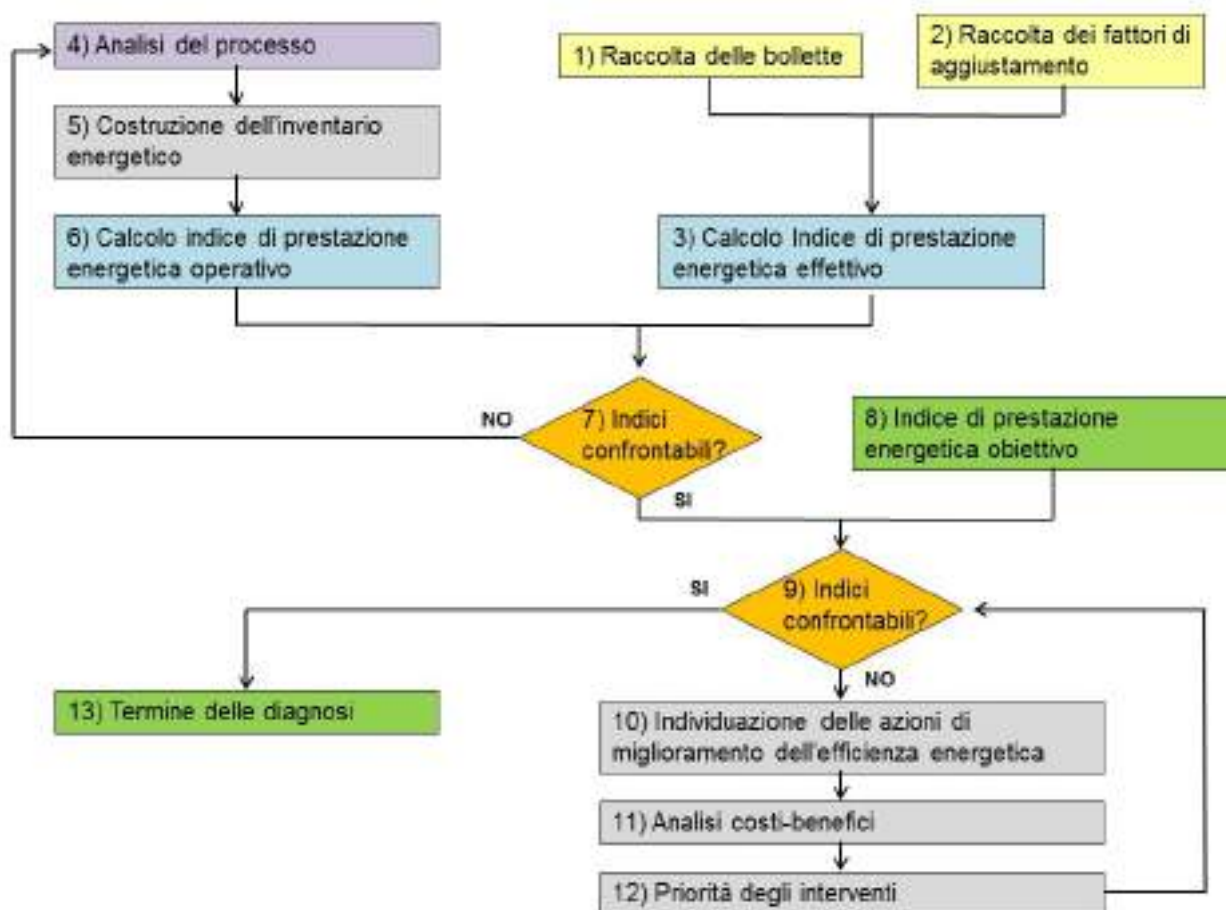 4) Analisi del processo
1) Raccolta delle bollette
2) Raccolta dei fattori di
aggiustamento
5) Costruzione dell'inventario
energetico
6) Calcolo indice di prestazione
energetica operativo
3) Calcolo Indice di prestazione
energetica effettivo
NO
7) Indici
confrontabili?
SI
8) Indice di prestazione
energetica obiettivo
SI
9) Indici
confrontabili?
NO
13) Termine delle diagnosi
10) Individuazione delle azioni di
miglioramento dell'efficienza energetica
11) Analisi costi-benefici
12) Priorità degli interventi